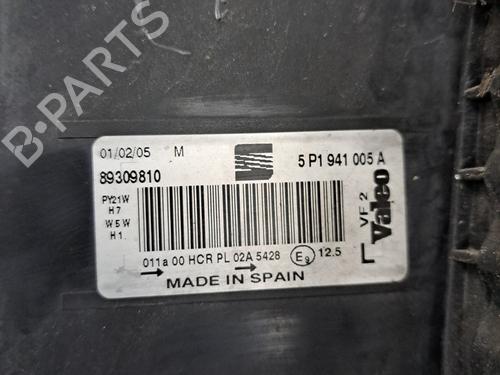 B-PARTS
01/02/05 M
5 P1 941 005 A
89309810
PY21W
H7
W5W
H1
011a 00 HCR PL 02A 5428 E9 12.5
MADE IN SPAIN
VF 2
Valeo
L